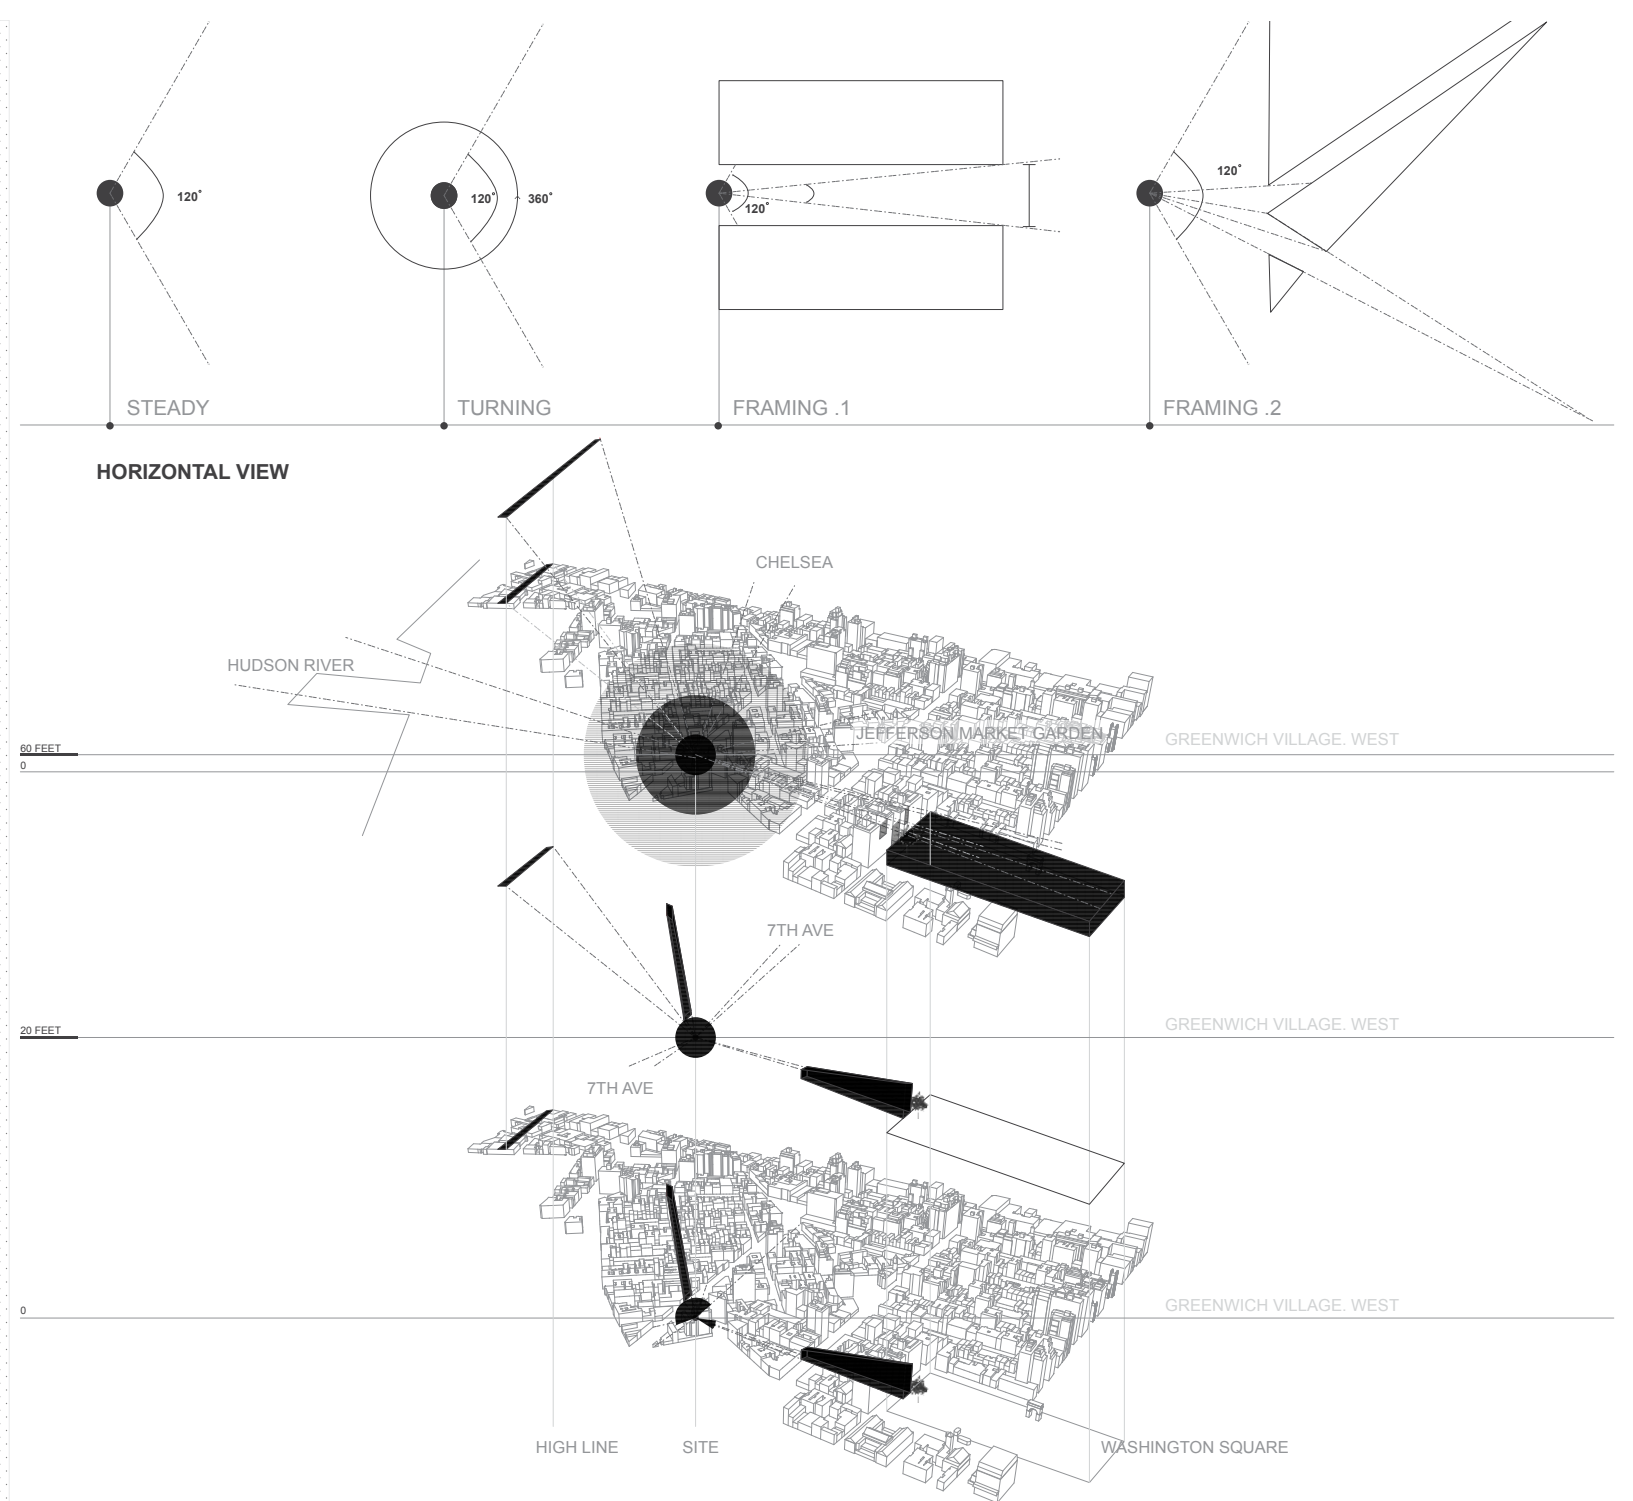 120°
120°
360°
120°
120°
STEADY
TURNING
FRAMING .1
FRAMING .2
HORIZONTAL VIEW
CHELSEA
HUDSON RIVER
JEFFERSON MARKET GARDEN
GREENWICH VILLAGE. WEST
60 FEET
0
7TH AVE
GREENWICH VILLAGE. WEST
20 FEET
7TH AVE
GREENWICH VILLAGE. WEST
0
HIGH LINE
SITE
WASHINGTON SQUARE